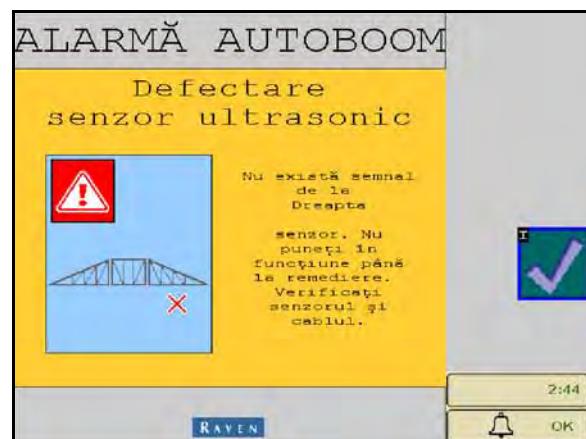 ALARMĂ AUTOBOOM
Defectare
senzor ultrasonic
Nu există semnal
de la
Dreapta
senzor. Nu
puneți în
funcțiune până
la remediere.
Verificați
senzorul și
cablul.
I
2:44
OK
RAVEN